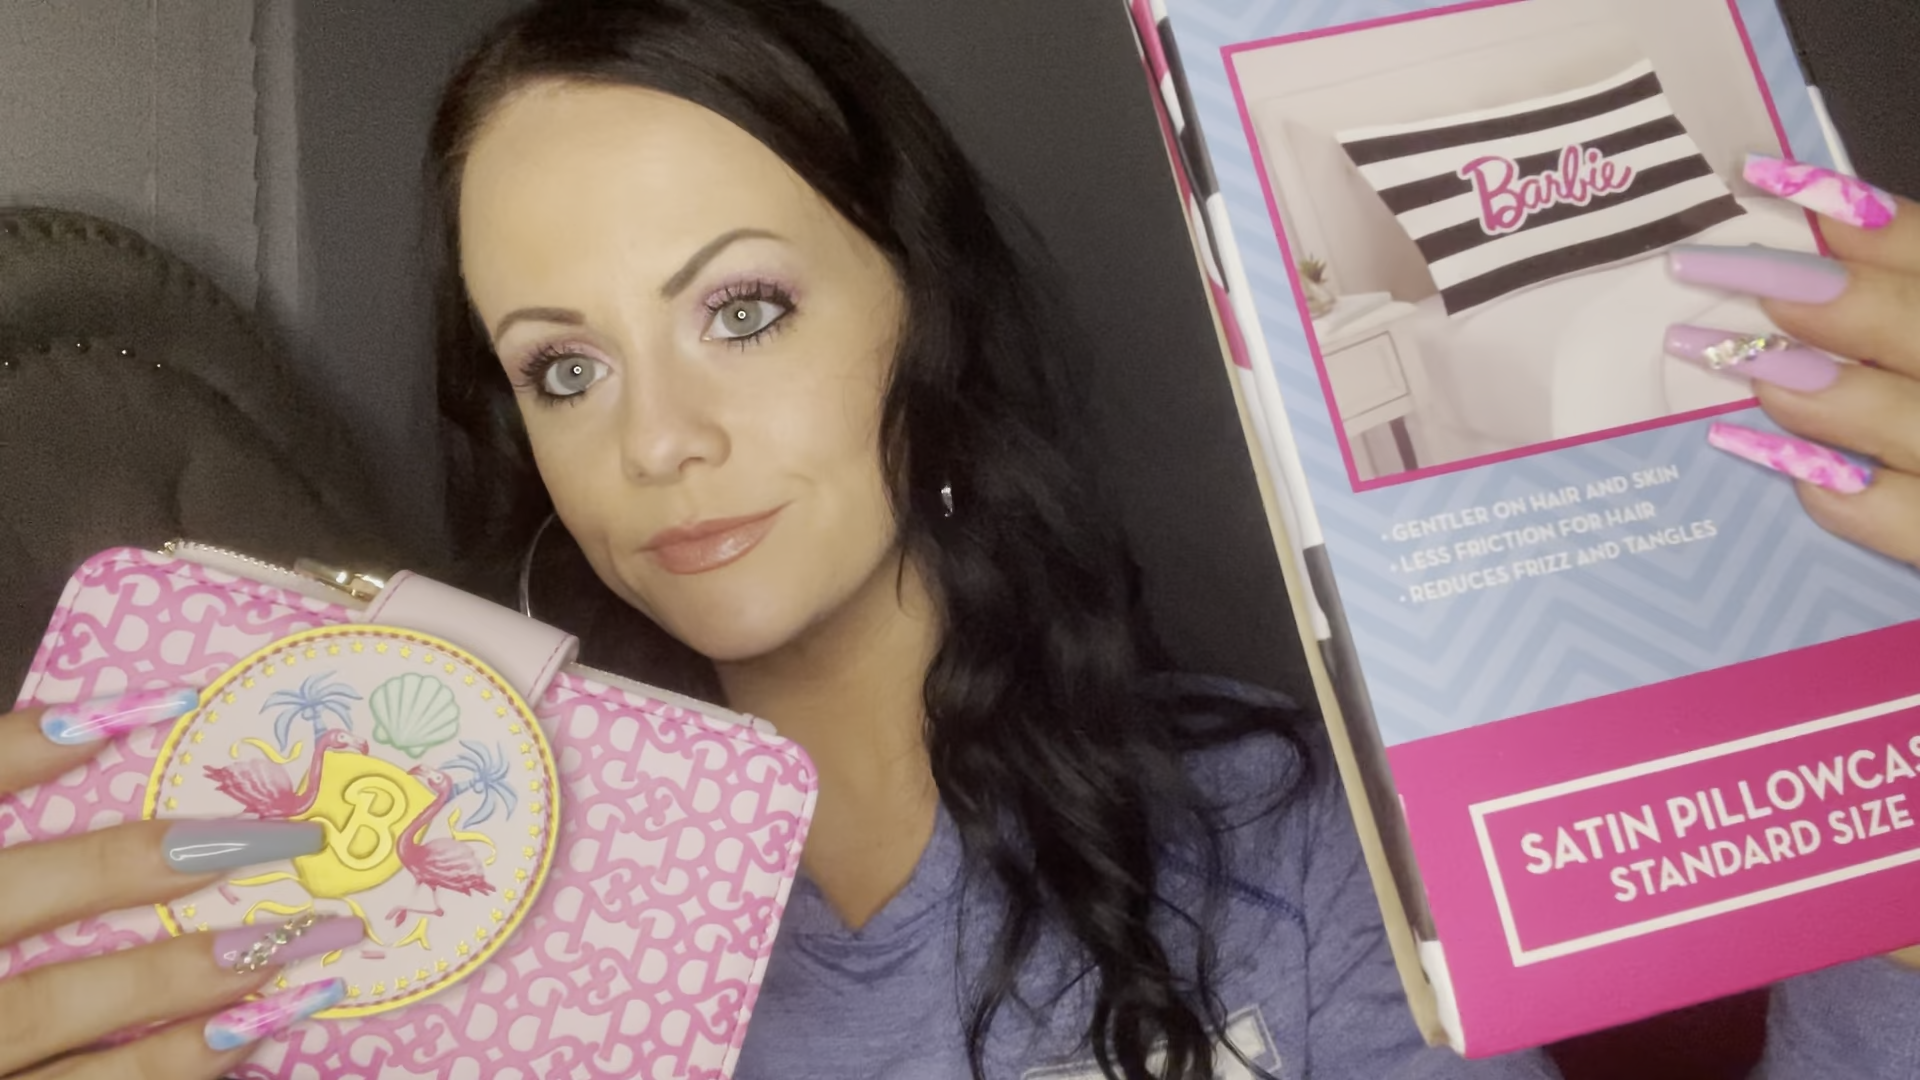 Barbie
• GENTLER ON HAIR AND SKIN
• LESS FRICTION FOR HAIR
• REDUCES FRIZZ AND TANGLES
SATIN PILLOWCAS
STANDARD SIZE
B